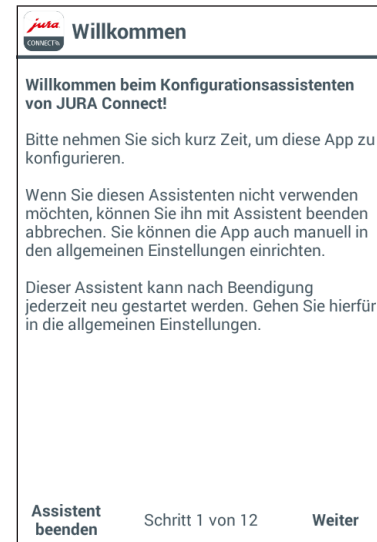 jura
CONNECT
Willkommen
Willkommen beim Konfigurationsassistenten
von JURA Connect!
Bitte nehmen Sie sich kurz Zeit, um diese App zu
konfigurieren.
Wenn Sie diesen Assistenten nicht verwenden
möchten, können Sie ihn mit Assistent beenden
abbrechen. Sie können die App auch manuell in
den allgemeinen Einstellungen einrichten.
Dieser Assistent kann nach Beendigung
jederzeit neu gestartet werden. Gehen Sie hierfür
in die allgemeinen Einstellungen.
Assistent
beenden
Schritt 1 von 12
Weiter